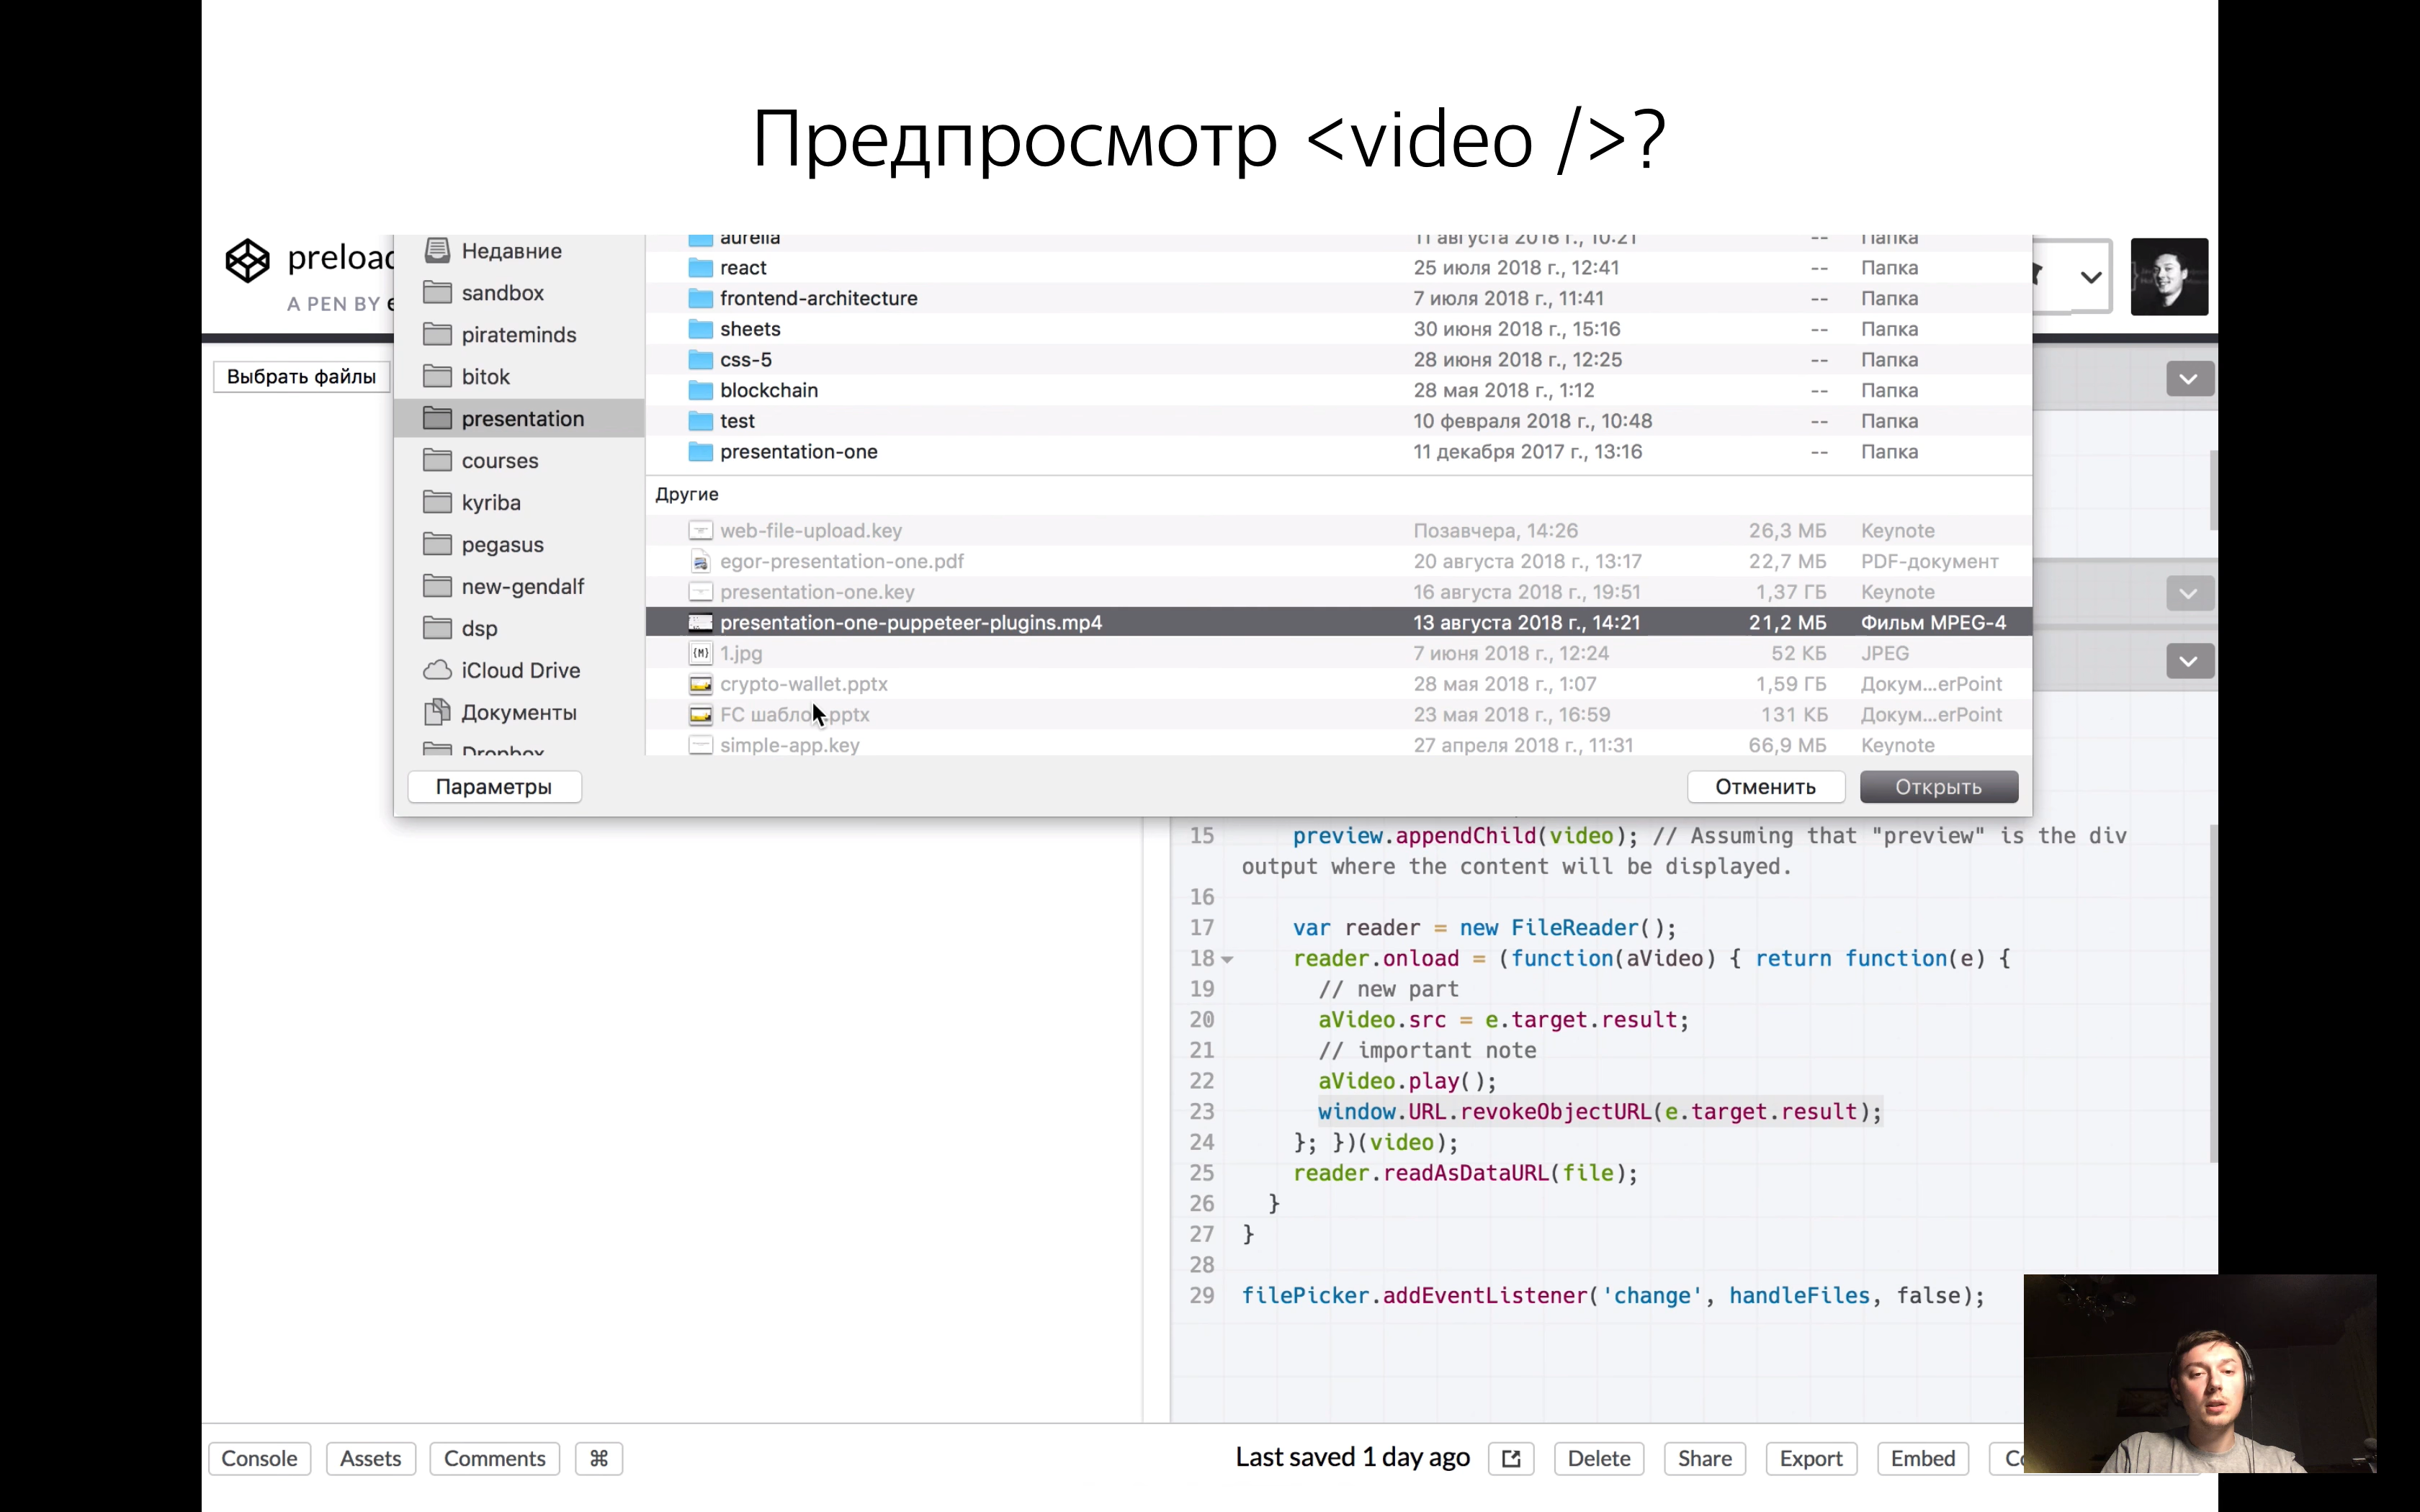 Предпросмотр <video />?
preload
A PEN BY e
Выбрать файлы
Недавние
sandbox
pirateminds
bitok
presentation
courses
kyriba
pegasus
new-gendalf
dsp
iCloud Drive
Документы
Dropbox
aurelia 11 августа 2018 г., 10:21 -- Папка
react 25 июля 2018 г., 12:41 -- Папка
frontend-architecture 7 июля 2018 г., 11:41 -- Папка
sheets 30 июня 2018 г., 15:16 -- Папка
css-5 28 июня 2018 г., 12:25 -- Папка
blockchain 28 мая 2018 г., 1:12 -- Папка
test 10 февраля 2018 г., 10:48 -- Папка
presentation-one 11 декабря 2017 г., 13:16 -- Папка
Другие
web-file-upload.key Позавчера, 14:26 26,3 МБ Keynote
egor-presentation-one.pdf 20 августа 2018 г., 13:17 22,7 МБ PDF-документ
presentation-one.key 16 августа 2018 г., 19:51 1,37 ГБ Keynote
presentation-one-puppeteer-plugins.mp4 13 августа 2018 г., 14:21 21,2 МБ Фильм MPEG-4
1.jpg 7 июня 2018 г., 12:24 52 КБ JPEG
crypto-wallet.pptx 28 мая 2018 г., 1:07 1,59 ГБ Докум...erPoint
FC шаблон.pptx 23 мая 2018 г., 16:59 131 КБ Докум...erPoint
simple-app.key 27 апреля 2018 г., 11:31 66,9 МБ Keynote
Параметры Отменить Открыть
15 preview.appendChild(video); // Assuming that "preview" is the div
output where the content will be displayed.
16
17 var reader = new FileReader();
18 reader.onload = (function(aVideo) { return function(e) {
19 // new part
20 aVideo.src = e.target.result;
21 // important note
22 aVideo.play();
23 window.URL.revokeObjectURL(e.target.result);
24 }; })(video);
25 reader.readAsDataURL(file);
26 }
27 }
28
29 filePicker.addEventListener('change', handleFiles, false);
Console Assets Comments ⌘ Last saved 1 day ago Delete Share Export Embed